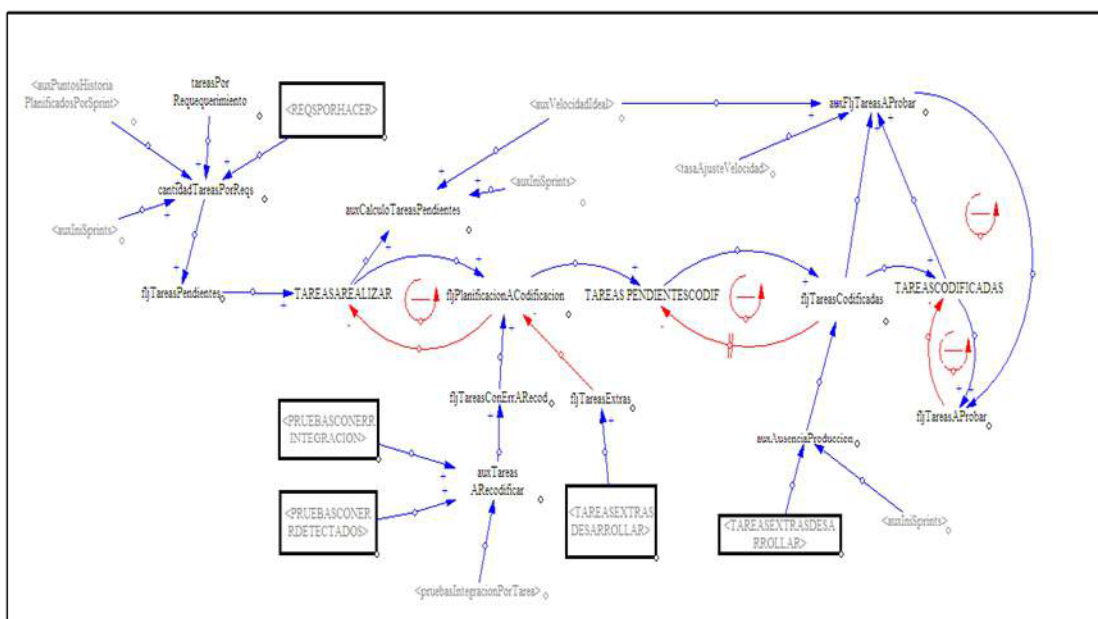 <auxPuntosHistoria
PlanificadosPorSprint>
tareasPor
Requequerimiento
<REQSPORHACER>
<auxVelocidadIdeal>
auxFljTareasAProbar
<tasaAjusteVelocidad>
cantidadTareasPorReqs
<auxIniSprints>
auxCalculoTareasPendientes
<auxIniSprints>
fljTareasPendientes
TAREASAREALIZAR
fljPlanificacionACodificacion
TAREAS PENDIENTESCODIF
fljTareasCodificadas
TAREASCODIFICADAS
fljTareasConErrARecod
fljTareasExtras
fljTareasAProbar
<PRUEBASCONERR
INTEGRACION>
auxTareas
ARecodificar
auxAusenciaProduccion
<PRUEBASCONER
RDETECTADOS>
<TAREASEXTRAS
DESARROLLAR>
<TAREASEXTRASDESA
RROLLAR>
<auxIniSprints>
<pruebasIntegracionPorTarea>